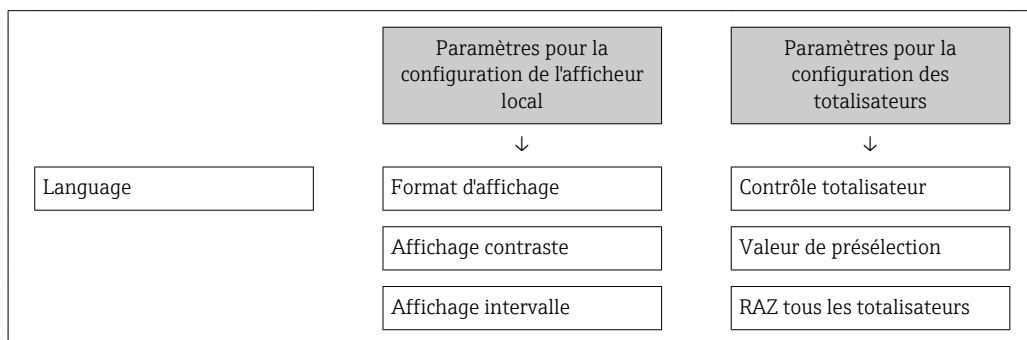 Paramètres pour la
configuration de l'afficheur
local
Paramètres pour la
configuration des
totalisateurs
↓
↓
Language
Format d'affichage
Contrôle totalisateur
Affichage contraste
Valeur de présélection
Affichage intervalle
RAZ tous les totalisateurs